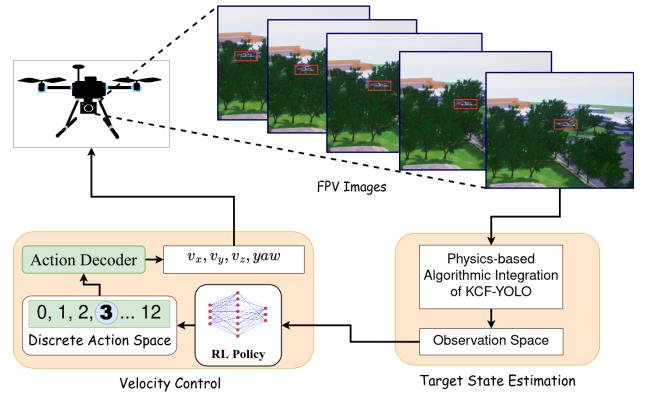 FPV Images
Action Decoder
v_x, v_y, v_z, yaw
0, 1, 2, 3 ... 12
Discrete Action Space
RL Policy
Velocity Control
Physics-based
Algorithmic Integration
of KCF-YOLO
Observation Space
Target State Estimation